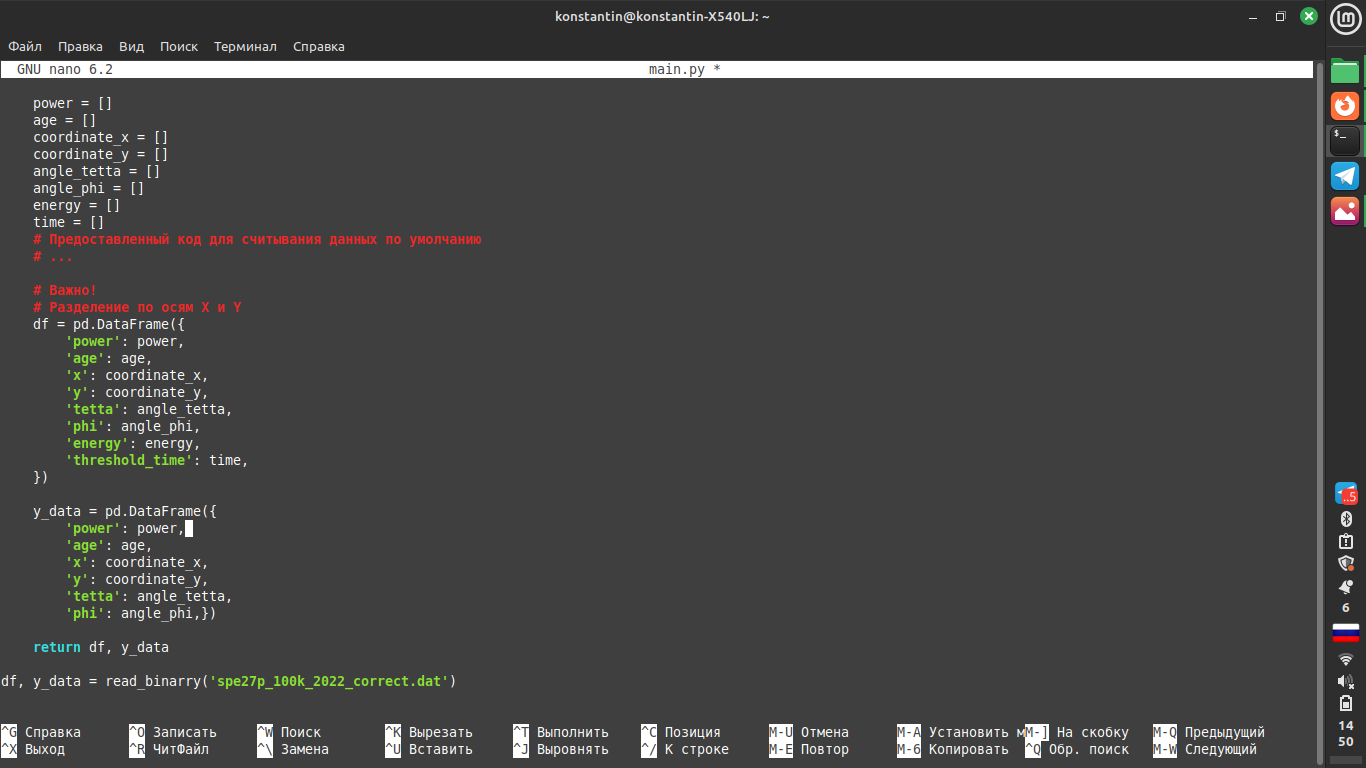 konstantin@konstantin-X540LJ: ~
Файл Правка Вид Поиск Терминал Справка
GNU nano 6.2 main.py *
power = []
age = []
coordinate_x = []
coordinate_y = []
angle_tetta = []
angle_phi = []
energy = []
time = []
# Предоставленный код для считывания данных по умолчанию
# ...
# Важно!
# Разделение по осям X и Y
df = pd.DataFrame({
'power': power,
'age': age,
'x': coordinate_x,
'y': coordinate_y,
'tetta': angle_tetta,
'phi': angle_phi,
'energy': energy,
'threshold_time': time,
})
y_data = pd.DataFrame({
'power': power,
'age': age,
'x': coordinate_x,
'y': coordinate_y,
'tetta': angle_tetta,
'phi': angle_phi,})
return df, y_data
df, y_data = read_binarry('spe27p_100k_2022_correct.dat')
^G Справка ^O Записать ^W Поиск ^K Вырезать ^T Выполнить ^C Позиция M-U Отмена M-A Установить м M-] На скобку M-Q Предыдущий
^X Выход ^R ЧитФайл ^\ Замена ^U Вставить ^J Выровнять ^/ К строке M-E Повтор M-6 Копировать ^Q Обр. поиск M-W Следующий
$_
..5
6
14
50